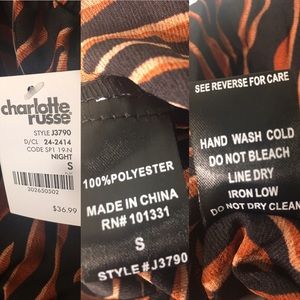 charlotte
russe
STYLE J3790
D/CL 24-2414
CODE SP1 19-N
NIGHT
S
302650502
$36.99
100%POLYESTER
MADE IN CHINA
RN# 101331
S
STYLE #J3790
SEE REVERSE FOR CARE
HAND WASH COLD
DO NOT BLEACH
LINE DRY
IRON LOW
DO NOT DRY CLEAN